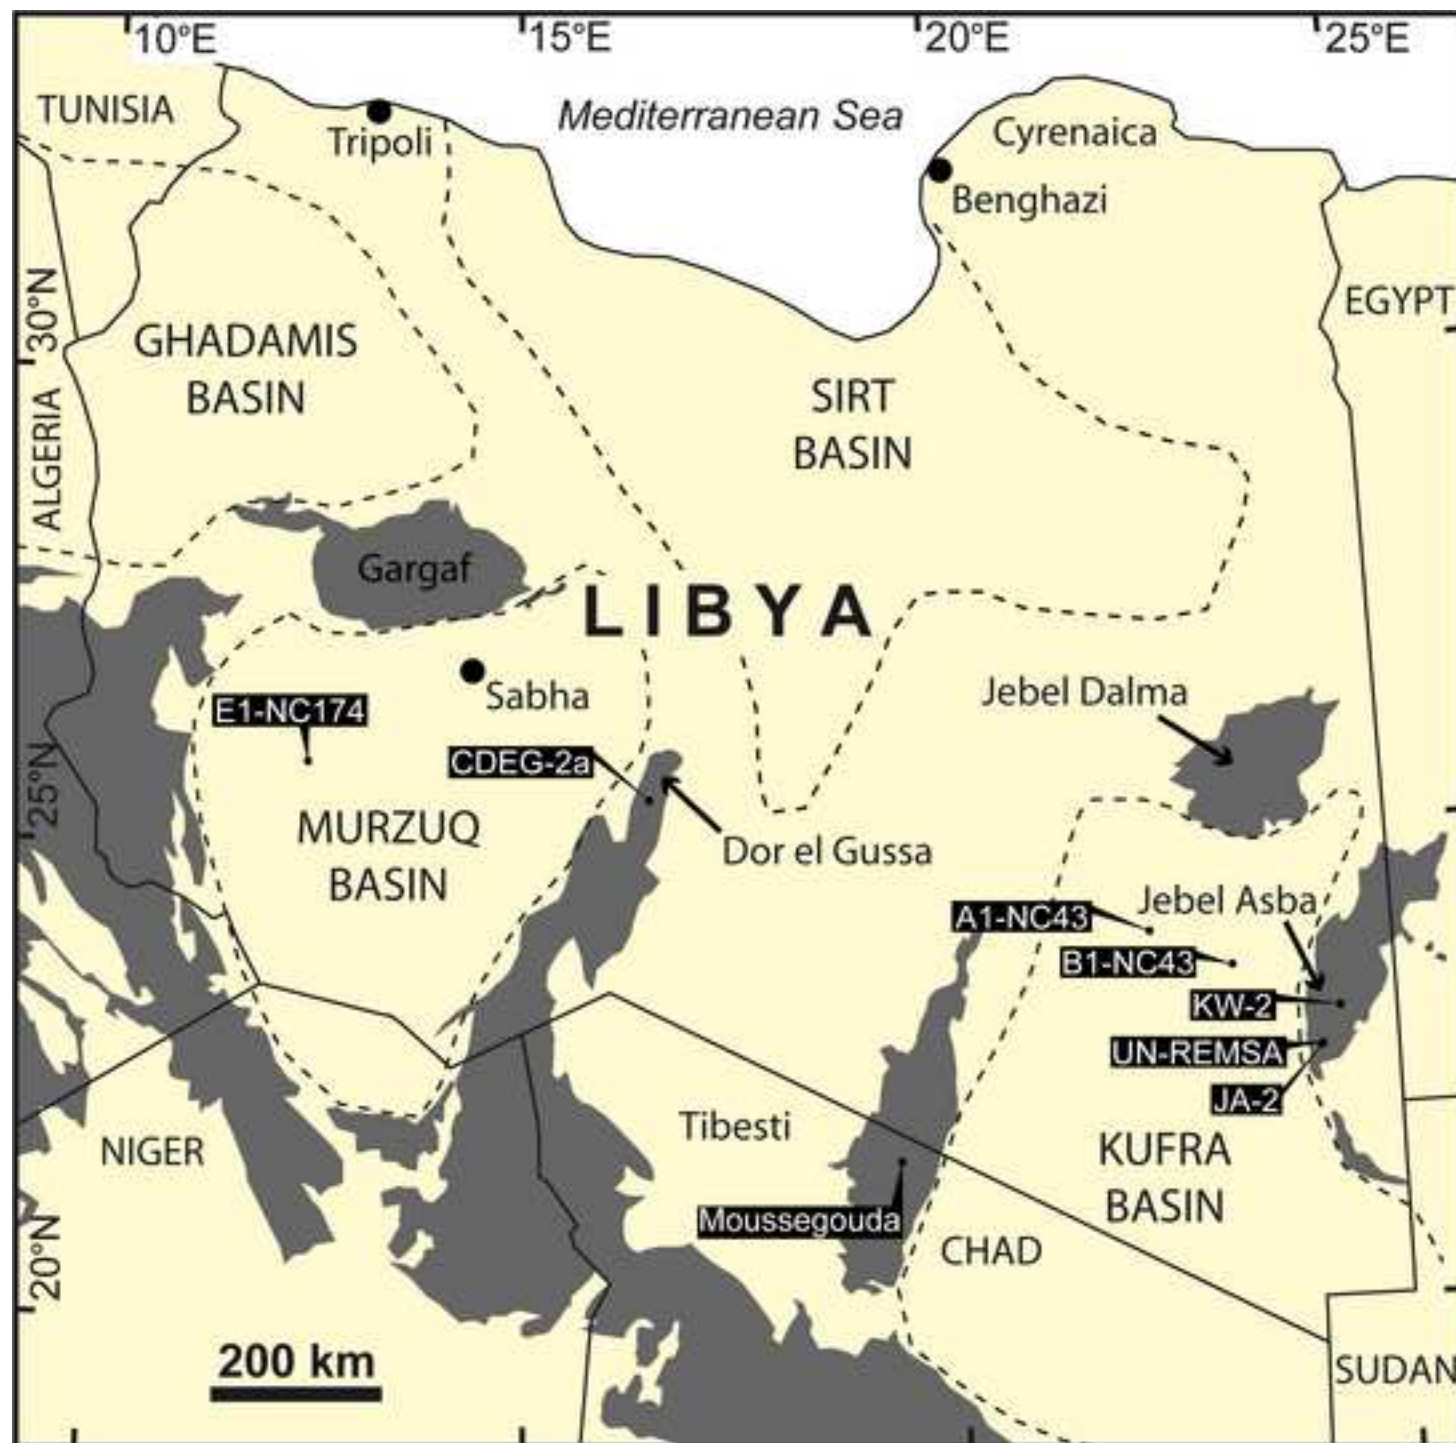 10°E
15°E
20°E
25°E
TUNISIA
Tripoli
Mediterranean Sea
Cyrenaica
Benghazi
30°N
EGYPT
GHADAMIS
BASIN
SIRT
BASIN
ALGERIA
Gargaf
LIBYA
Sabha
Jebel Dalma
E1-NC174
CDEG-2a
25°N
MURZUQ
BASIN
Dor el Gussa
Jebel Asba
A1-NC43
B1-NC43
KW-2
UN-REMSA
JA-2
Tibesti
NIGER
KUFRA
BASIN
Moussegouda
CHAD
20°N
200 km
SUDAN